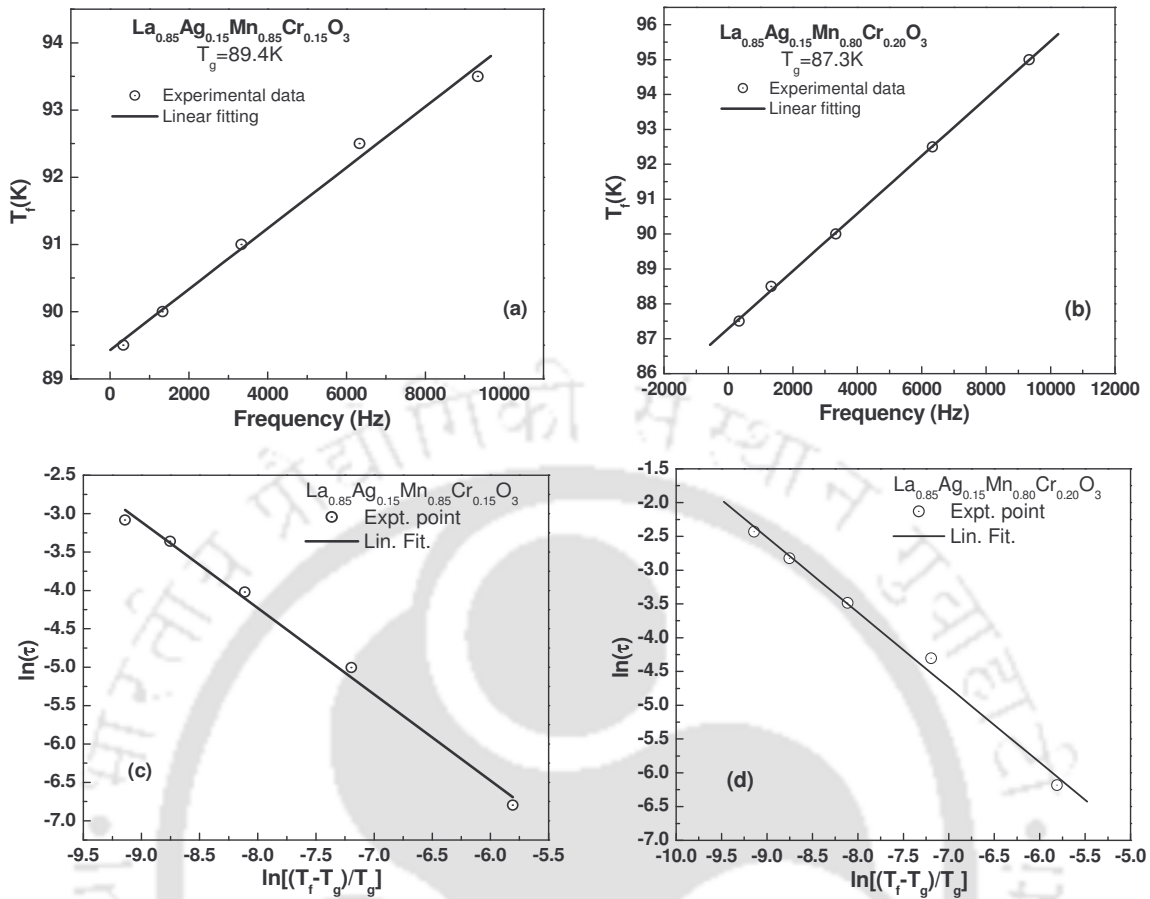 La0.85Ag0.15Mn0.85Cr0.15O3
Tg=89.4K
Experimental data
Linear fitting
94
93
92
91
90
89
Tf(K)
(a)
0 2000 4000 6000 8000 10000
Frequency (Hz)
La0.85Ag0.15Mn0.80Cr0.20O3
Tg=87.3K
Experimental data
Linear fitting
96
95
94
93
92
91
90
89
88
87
86
Tf(K)
(b)
-2000 0 2000 4000 6000 8000 10000 12000
Frequency (Hz)
La0.85Ag0.15Mn0.85Cr0.15O3
Expt. point
Lin. Fit.
-2.5
-3.0
-3.5
-4.0
-4.5
-5.0
-5.5
-6.0
-6.5
-7.0
ln(τ)
(c)
-9.5 -9.0 -8.5 -8.0 -7.5 -7.0 -6.5 -6.0 -5.5
ln[(Tf-Tg)/Tg]
La0.85Ag0.15Mn0.80Cr0.20O3
Expt. point
Lin. Fit.
-1.5
-2.0
-2.5
-3.0
-3.5
-4.0
-4.5
-5.0
-5.5
-6.0
-6.5
-7.0
ln(τ)
(d)
-10.0 -9.5 -9.0 -8.5 -8.0 -7.5 -7.0 -6.5 -6.0 -5.5 -5.0
ln[(Tf-Tg)/Tg]